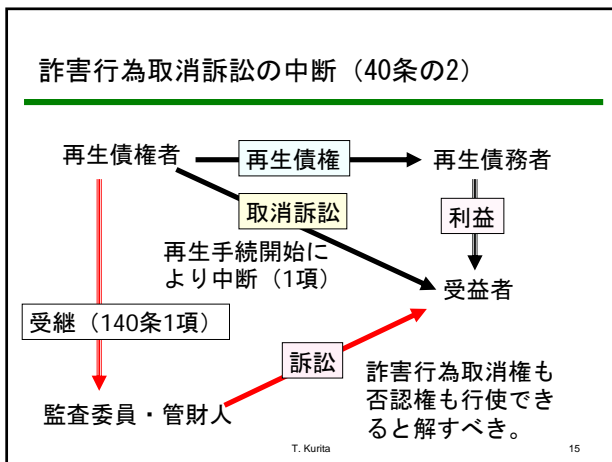 詐害行為取消訴訟の中断（40条の2）
再生債権者
再生債権
再生債務者
取消訴訟
利益
再生手続開始に
より中断（1項）
受益者
受継（140条1項）
訴訟
詐害行為取消権も
否認権も行使でき
ると解すべき。
監査委員・管財人
T. Kurita
15